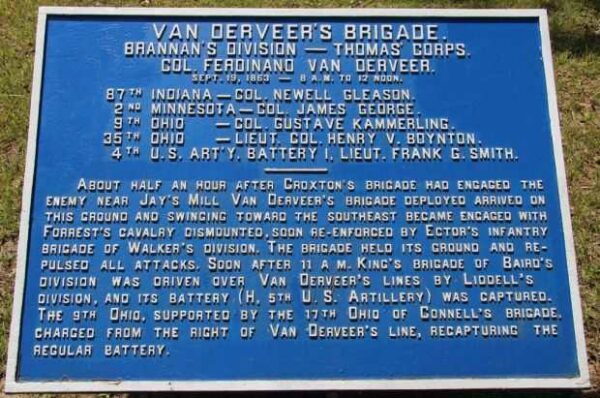 VAN DERVEER'S BRIGADE.
BRANNAN'S DIVISION — THOMAS' CORPS.
COL. FERDINAND VAN DERVEER.
SEPT. 19, 1863 — 8 A.M. TO 12 NOON.
87TH INDIANA — COL. NEWELL GLEASON.
2ND MINNESOTA — COL. JAMES GEORGE.
9TH OHIO — COL. GUSTAVE KAMMERLING.
35TH OHIO — LIEUT. COL. HENRY V. BOYNTON.
4TH U.S. ART'Y, BATTERY I, LIEUT. FRANK G. SMITH.
ABOUT HALF AN HOUR AFTER CROXTON'S BRIGADE HAD ENGAGED THE
ENEMY NEAR JAY'S MILL VAN DERVEER'S BRIGADE DEPLOYED ARRIVED ON
THIS GROUND AND SWINGING TOWARD THE SOUTHEAST BECAME ENGAGED WITH
FORREST'S CAVALRY DISMOUNTED, SOON RE-ENFORCED BY ECTOR'S INFANTRY
BRIGADE OF WALKER'S DIVISION. THE BRIGADE HELD ITS GROUND AND RE-
PULSED ALL ATTACKS. SOON AFTER 11 A.M. KING'S BRIGADE OF BAIRD'S
DIVISION WAS DRIVEN OVER VAN DERVEER'S LINES BY LIDDELL'S
DIVISION, AND ITS BATTERY (H, 5TH U.S. ARTILLERY) WAS CAPTURED.
THE 9TH OHIO, SUPPORTED BY THE 17TH OHIO OF CONNELL'S BRIGADE,
CHARGED FROM THE RIGHT OF VAN DERVEER'S LINE, RECAPTURING THE
REGULAR BATTERY.